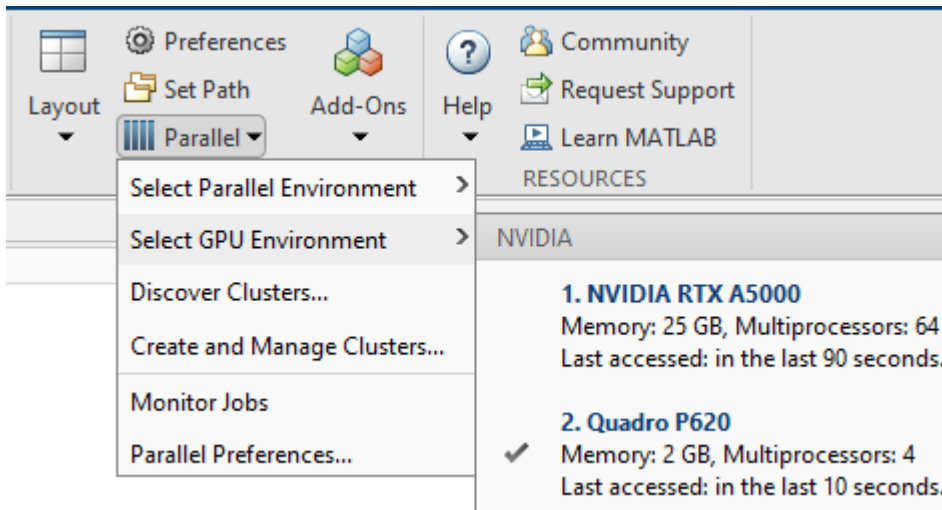 Layout
Preferences
Set Path
Parallel
Add-Ons
Help
Community
Request Support
Learn MATLAB
RESOURCES
Select Parallel Environment
Select GPU Environment
Discover Clusters...
Create and Manage Clusters...
Monitor Jobs
Parallel Preferences...
NVIDIA
1. NVIDIA RTX A5000
Memory: 25 GB, Multiprocessors: 64
Last accessed: in the last 90 seconds.
2. Quadro P620
Memory: 2 GB, Multiprocessors: 4
Last accessed: in the last 10 seconds.